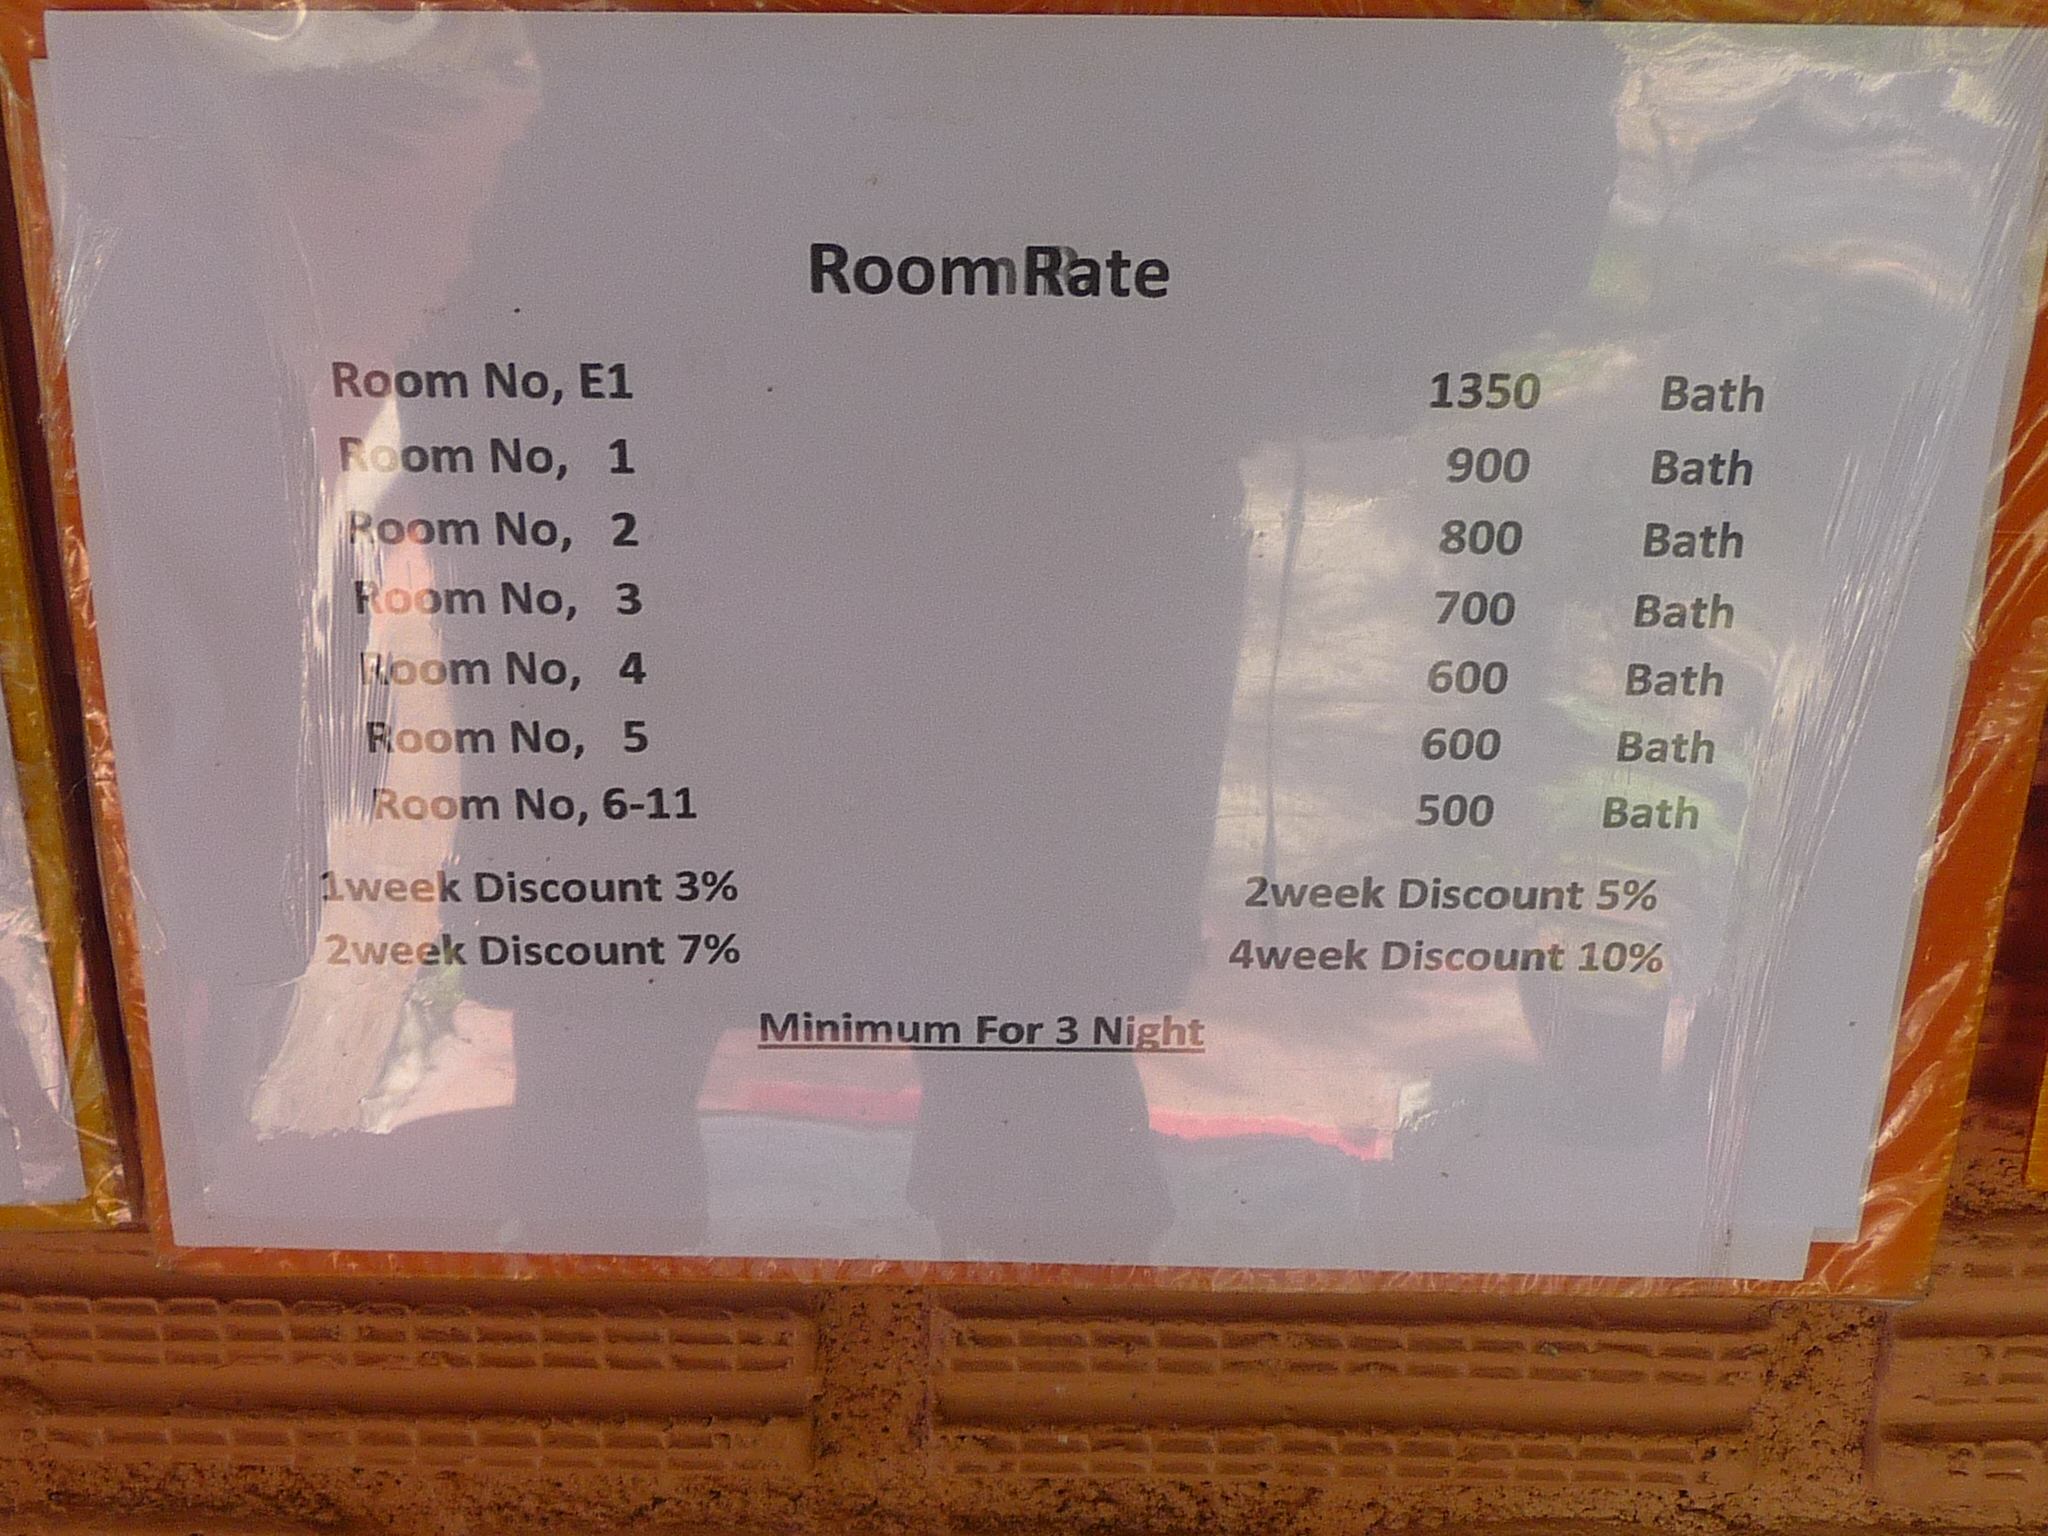 Room Rate
Room No, E1 1350 Bath
Room No, 1 900 Bath
Room No, 2 800 Bath
Room No, 3 700 Bath
Room No, 4 600 Bath
Room No, 5 600 Bath
Room No, 6-11 500 Bath
1week Discount 3% 2week Discount 5%
2week Discount 7% 4week Discount 10%
Minimum For 3 Night